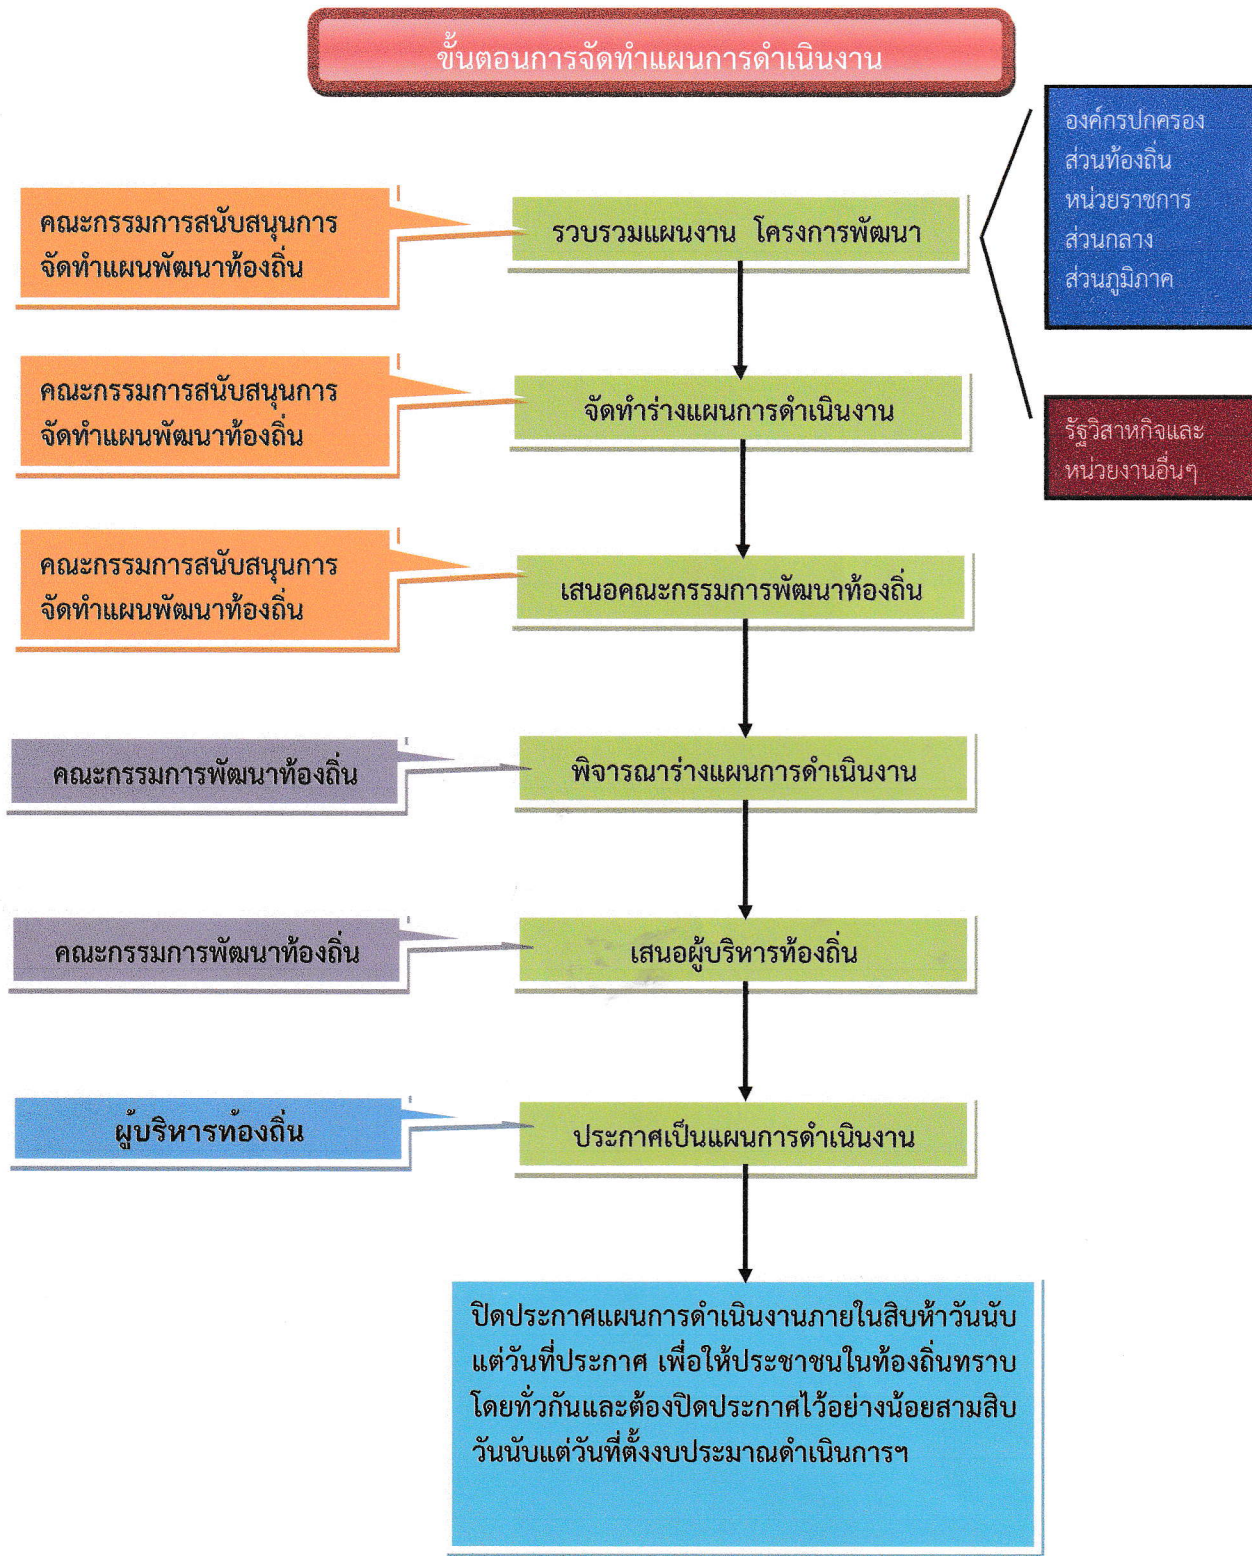 ขั้นตอนการจัดทำแผนการดำเนินงาน
องค์กรปกครอง
ส่วนท้องถิ่น
หน่วยราชการ
ส่วนกลาง
ส่วนภูมิภาค
คณะกรรมการสนับสนุนการ
จัดทำแผนพัฒนาท้องถิ่น
รวบรวมแผนงาน โครงการพัฒนา
คณะกรรมการสนับสนุนการ
จัดทำแผนพัฒนาท้องถิ่น
จัดทำร่างแผนการดำเนินงาน
รัฐวิสาหกิจและ
หน่วยงานอื่นๆ
คณะกรรมการสนับสนุนการ
จัดทำแผนพัฒนาท้องถิ่น
เสนอคณะกรรมการพัฒนาท้องถิ่น
คณะกรรมการพัฒนาท้องถิ่น
พิจารณาร่างแผนการดำเนินงาน
คณะกรรมการพัฒนาท้องถิ่น
เสนอผู้บริหารท้องถิ่น
ผู้บริหารท้องถิ่น
ประกาศเป็นแผนการดำเนินงาน
ปิดประกาศแผนการดำเนินงานภายในสิบห้าวันนับ
แต่วันที่ประกาศ เพื่อให้ประชาชนในท้องถิ่นทราบ
โดยทั่วกันและต้องปิดประกาศไว้อย่างน้อยสามสิบ
วันนับแต่วันที่ตั้งงบประมาณดำเนินการฯ